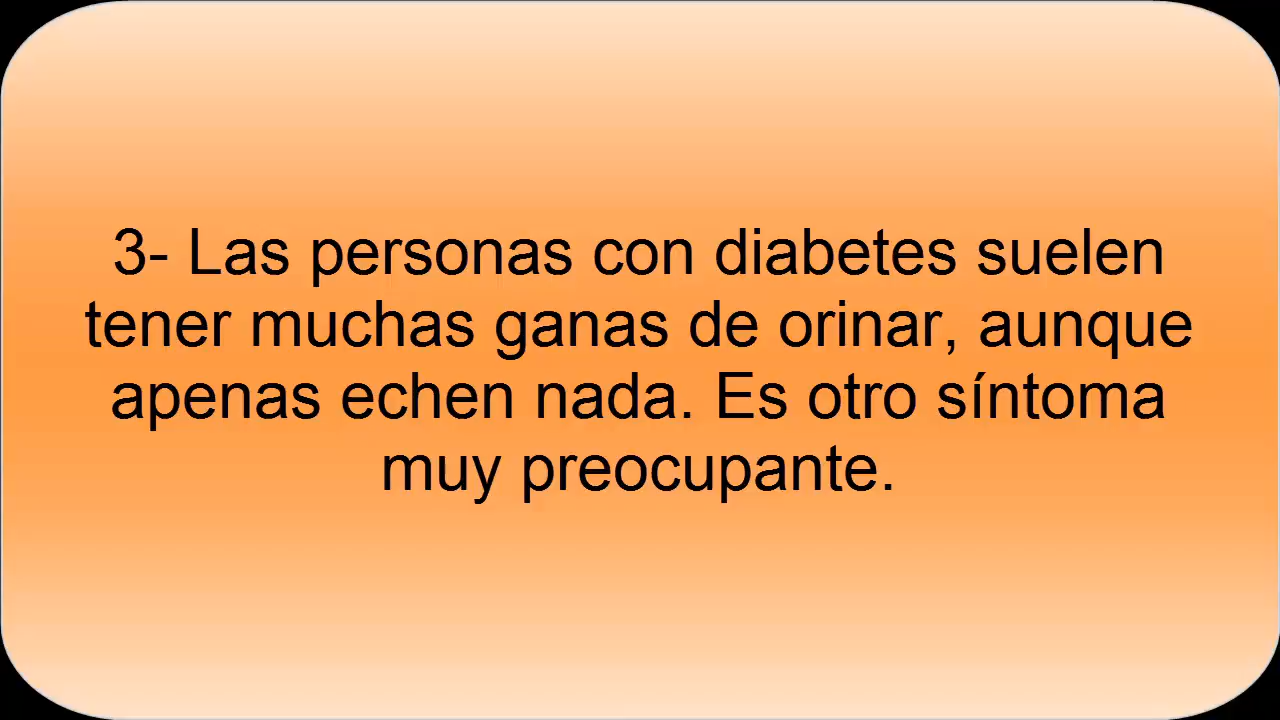 3- Las personas con diabetes suelen
tener muchas ganas de orinar, aunque
apenas echen nada. Es otro síntoma
muy preocupante.